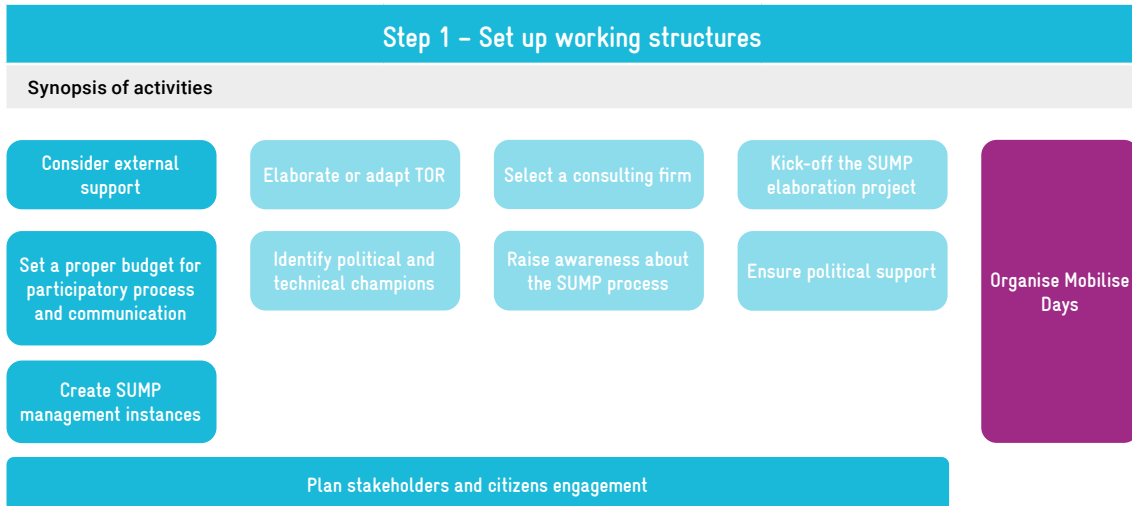 Step 1 – Set up working structures
Synopsis of activities
Consider external
support
Elaborate or adapt TOR
Select a consulting firm
Kick-off the SUMP
elaboration project
Set a proper budget for
participatory process
and communication
Identify political and
technical champions
Raise awareness about
the SUMP process
Ensure political support
Organise Mobilise
Days
Create SUMP
management instances
Plan stakeholders and citizens engagement